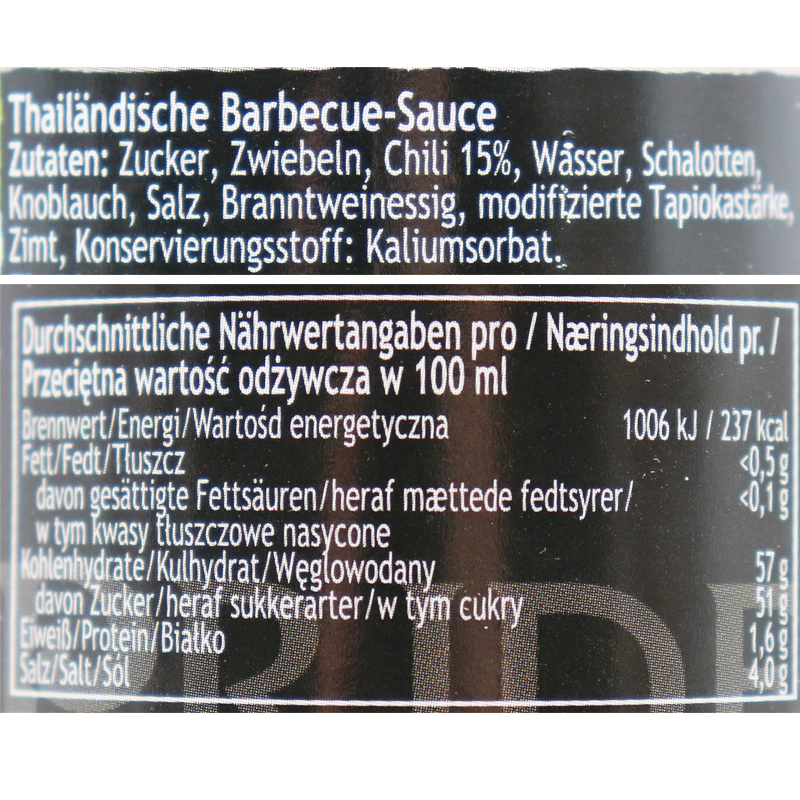 Thailändische Barbecue-Sauce
Zutaten: Zucker, Zwiebeln, Chili 15%, Wasser, Schalotten,
Knoblauch, Salz, Branntweinessig, modifizierte Tapiokastärke,
Zimt, Konservierungsstoff: Kaliumsorbat.
Durchschnittliche Nährwertangaben pro / Næringsindhold pr. /
Przeciętna wartość odżywcza w 100 ml
Brennwert/Energi/Wartośd energetyczna 1006 kJ / 237 kcal
Fett/Fedt/Tłuszcz <0,5 g
davon gesättigte Fettsäuren/heraf mættede fedtsyrer/ <0,1 g
w tym kwasy tłuszczowe nasycone
Kohlenhydrate/Kulhydrat/Węglowodany 57 g
davon Zucker/heraf sukkerarter/w tym cukry 51 g
Eiweiß/Protein/Białko 1,6 g
Salz/Salt/Sól 4,0 g